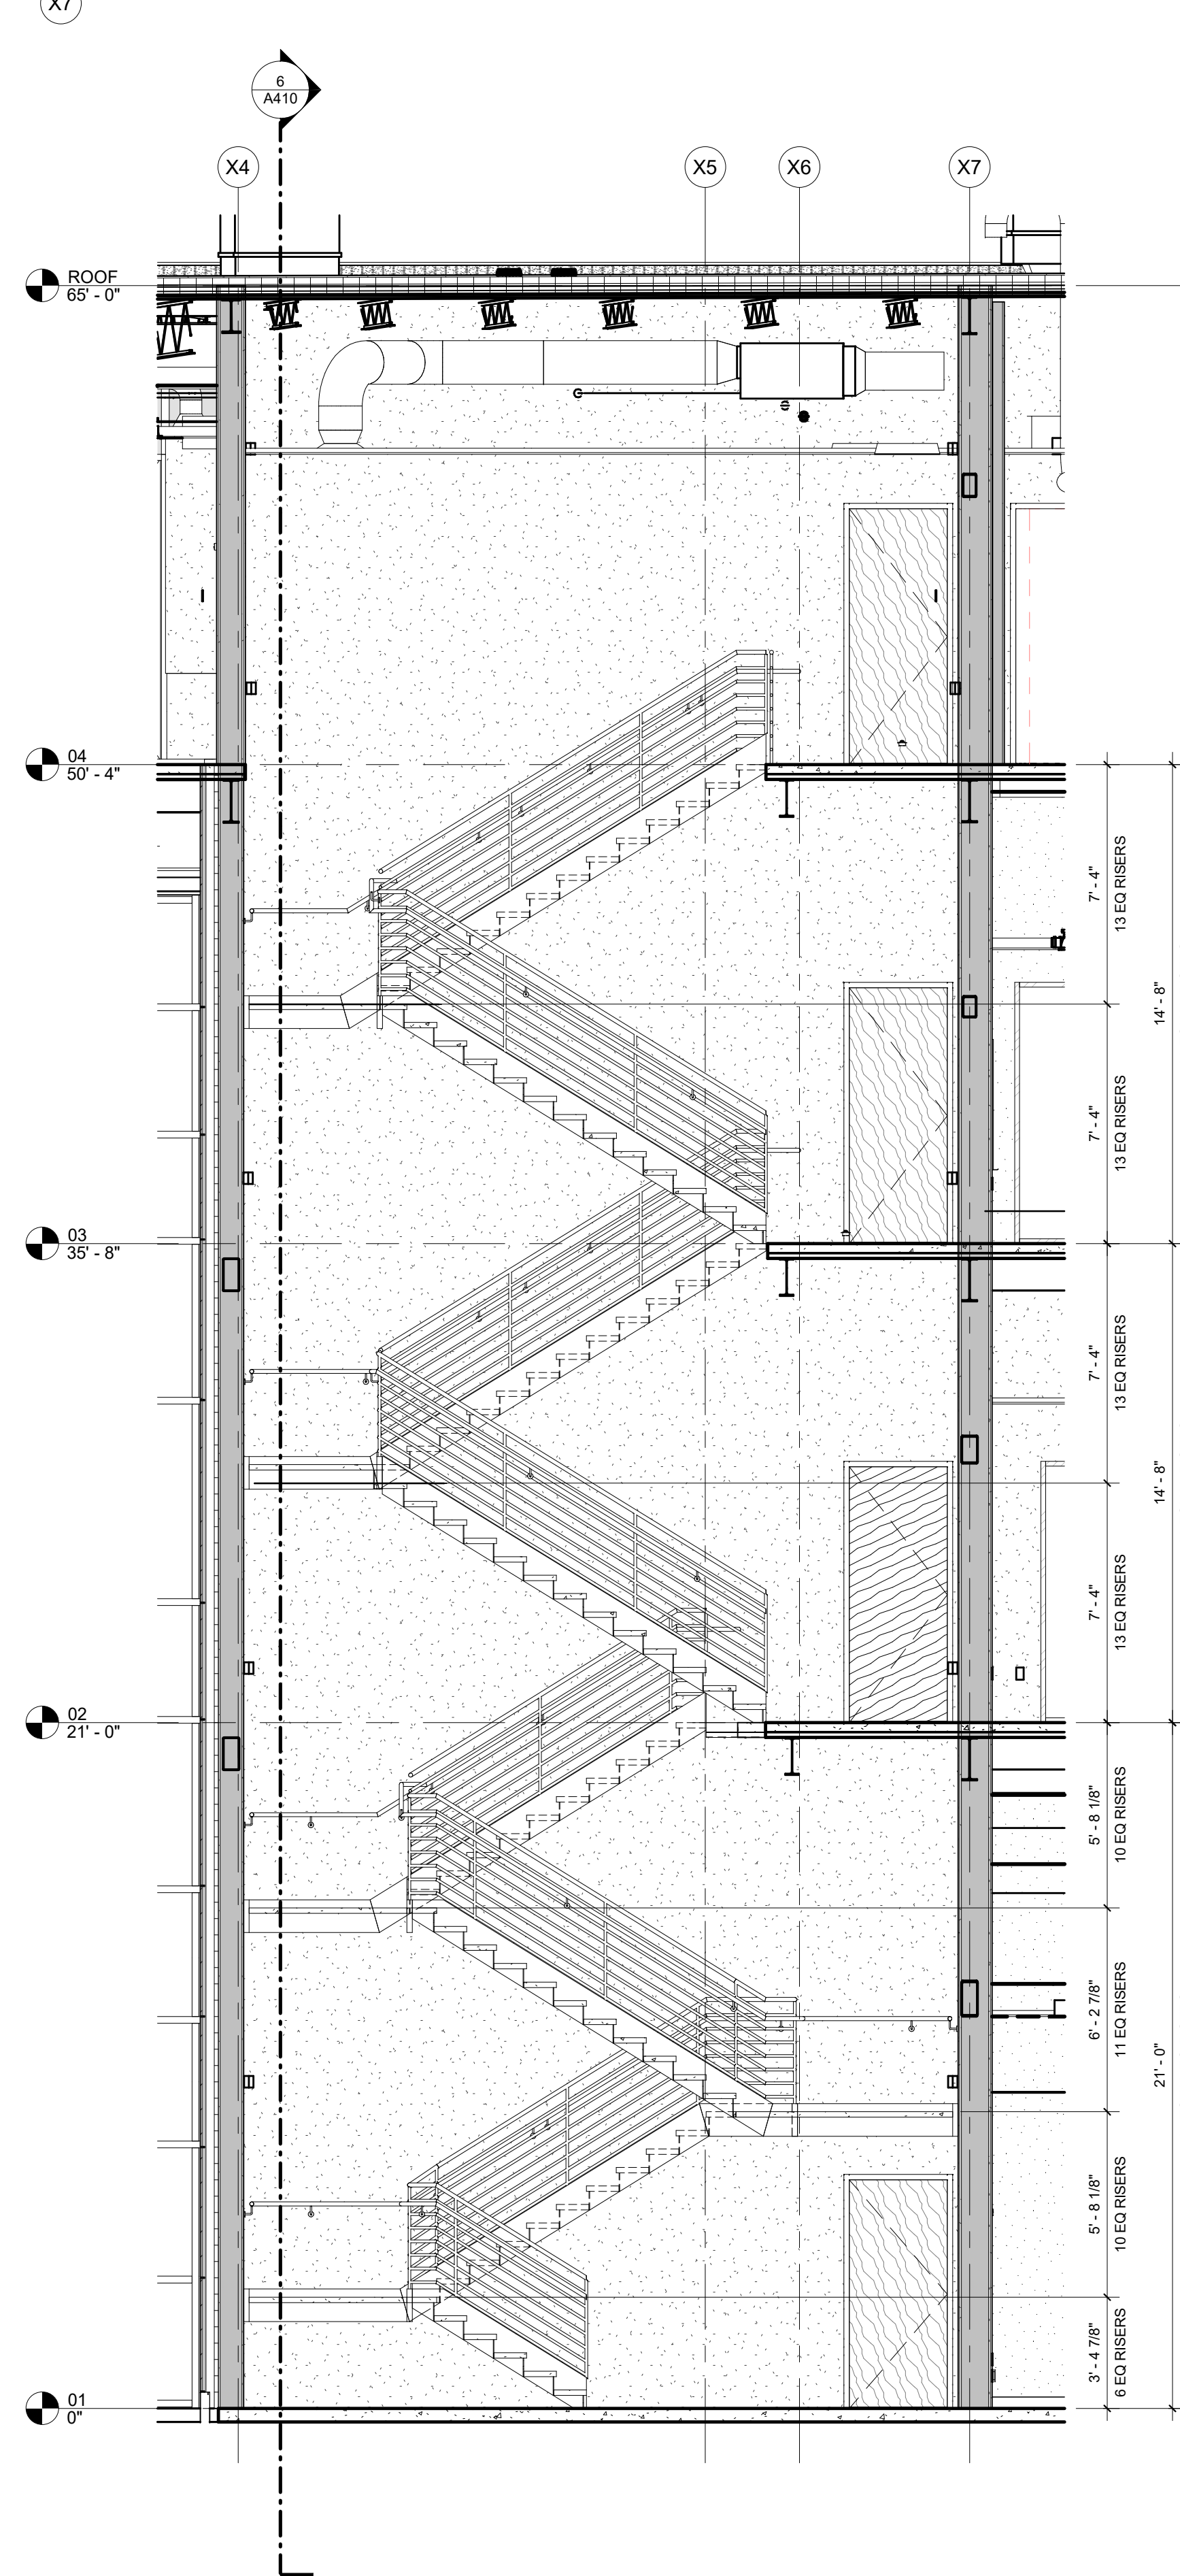 X7
6
A410
X4
X5
X6
X7
ROOF
65' - 0"
04
50' - 4"
7' - 4"
13 EQ RISERS
14' - 8"
7' - 4"
13 EQ RISERS
03
35' - 8"
7' - 4"
13 EQ RISERS
14' - 8"
7' - 4"
13 EQ RISERS
02
21' - 0"
5' - 8 1/8"
10 EQ RISERS
6' - 2 7/8"
11 EQ RISERS
21' - 0"
5' - 8 1/8"
10 EQ RISERS
3' - 4 7/8"
6 EQ RISERS
01
0"